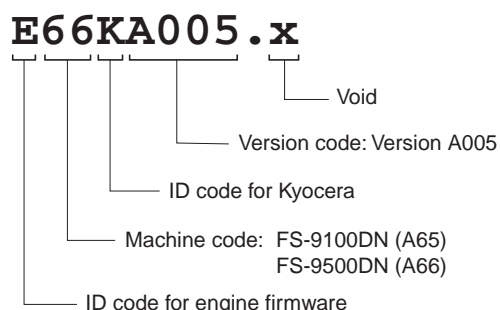 E66KA005.x
Void
Version code: Version A005
ID code for Kyocera
Machine code: FS-9100DN (A65)
FS-9500DN (A66)
ID code for engine firmware